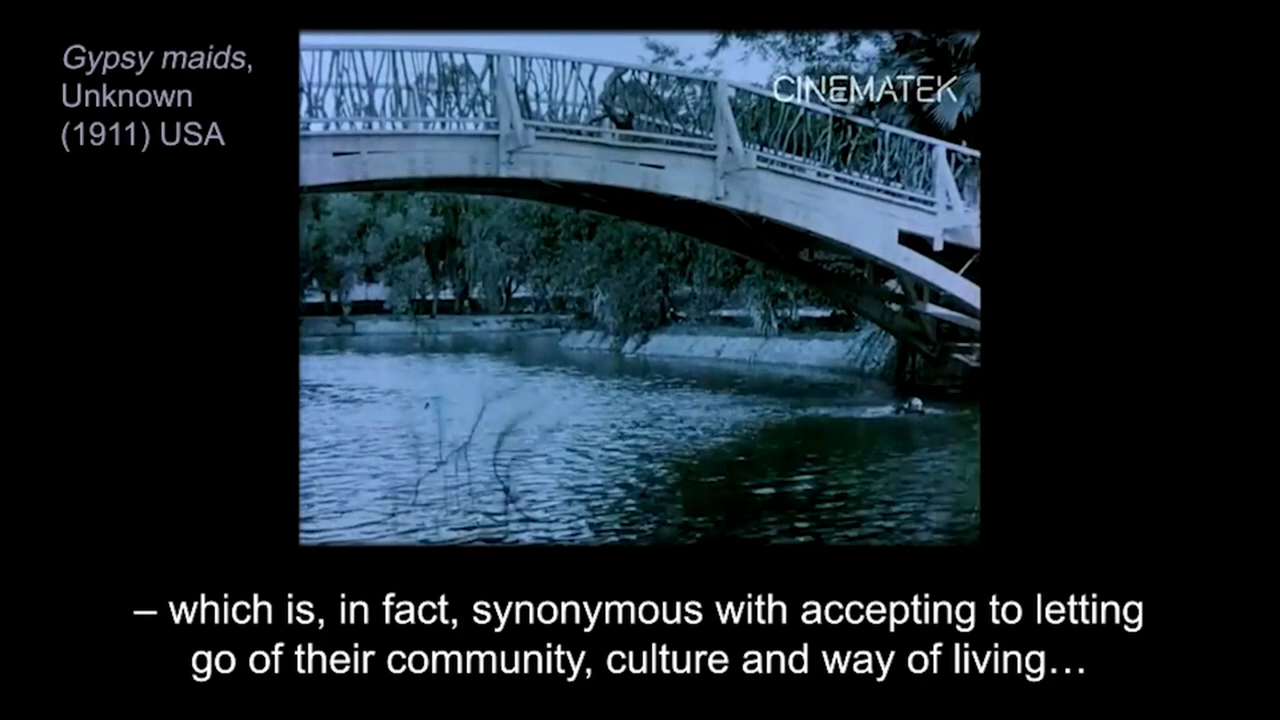 Gypsy maids,
Unknown
(1911) USA
CINEMATEK
– which is, in fact, synonymous with accepting to letting
go of their community, culture and way of living…